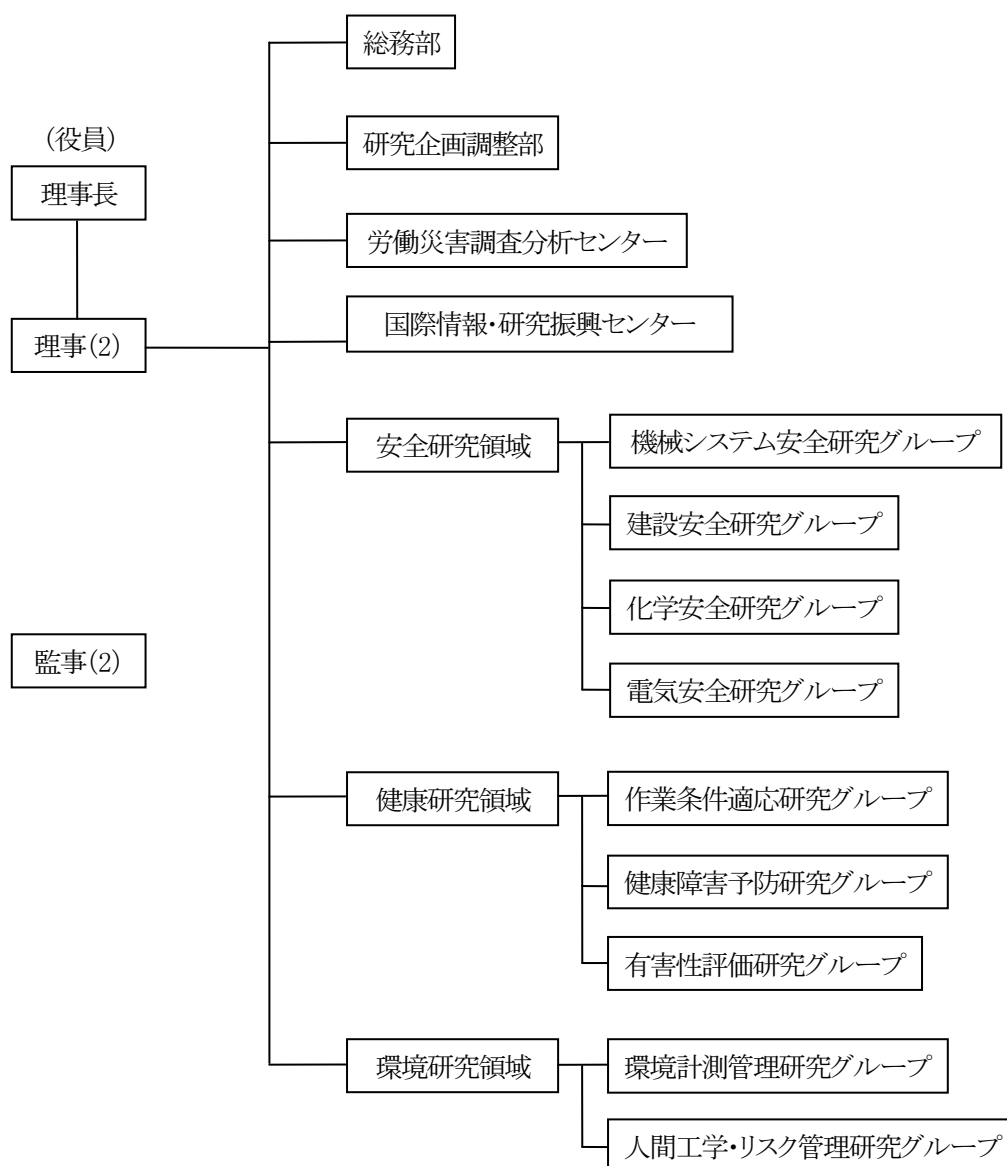 総務部
(役員)
研究企画調整部
理事長
労働災害調査分析センター
国際情報・研究振興センター
理事(2)
安全研究領域
機械システム安全研究グループ
建設安全研究グループ
化学安全研究グループ
監事(2)
電気安全研究グループ
健康研究領域
作業条件適応研究グループ
健康障害予防研究グループ
有害性評価研究グループ
環境研究領域
環境計測管理研究グループ
人間工学・リスク管理研究グループ